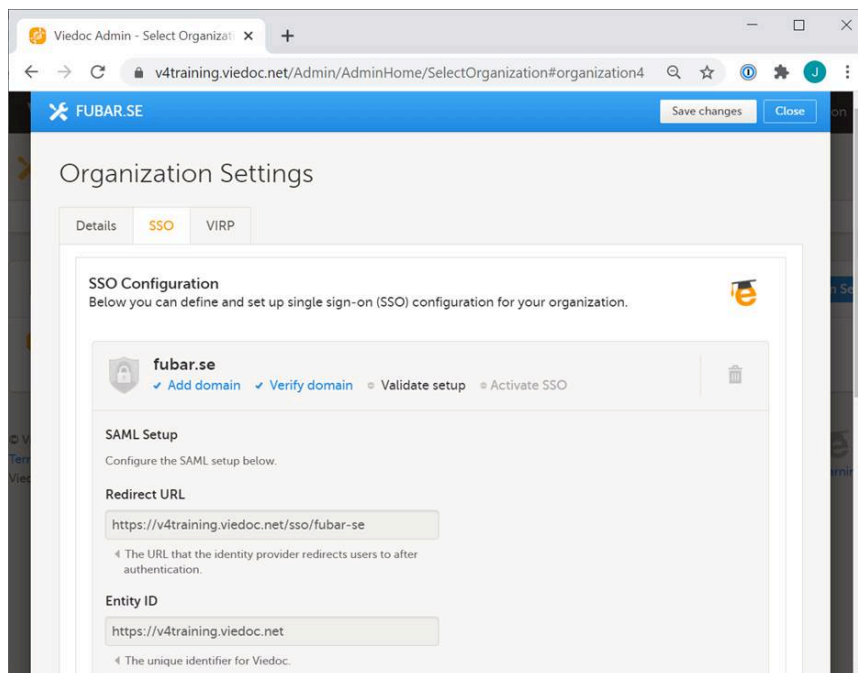 Viedoc Admin - Select Organizati
v4training.viedoc.net/Admin/AdminHome/SelectOrganization#organization4
J
FUBAR.SE
Save changes
Close
on
Organization Settings
Details SSO VIRP
SSO Configuration
Below you can define and set up single sign-on (SSO) configuration for your organization.
n Se
fubar.se
Add domain Verify domain Validate setup Activate SSO
SAML Setup
© V
Configure the SAML setup below.
Terr
Vied
Redirect URL
https://v4training.viedoc.net/sso/fubar-se
The URL that the identity provider redirects users to after
authentication.
Entity ID
https://v4training.viedoc.net
The unique identifier for Viedoc.